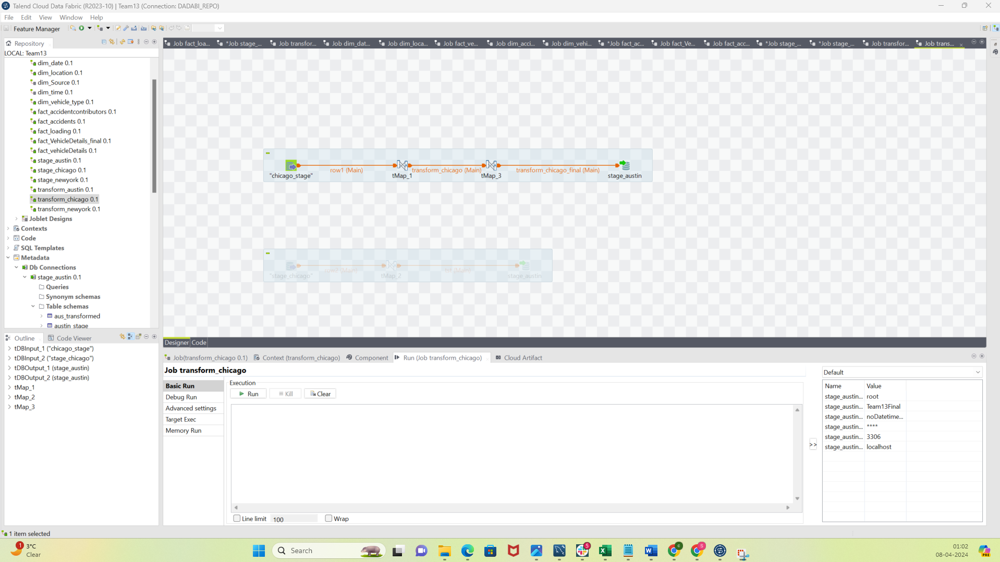 Talend Cloud Data Fabric (R2023-10) | Team13 (Connection: DADABI_REPO)
File Edit View Window Help
Feature Manager
Repository
LOCAL: Team13
dim_date 0.1
dim_location 0.1
dim_Source 0.1
dim_time 0.1
dim_vehicle_type 0.1
fact_accidentcontributors 0.1
fact_accidents 0.1
fact_loading 0.1
fact_VehicleDetails_final 0.1
fact_vehicleDetails 0.1
stage_austin 0.1
stage_chicago 0.1
stage_newyork 0.1
transform_austin 0.1
transform_chicago 0.1
transform_newyork 0.1
Joblet Designs
Contexts
Code
SQL Templates
Metadata
Db Connections
stage_austin 0.1
Queries
Synonym schemas
Table schemas
aus_transformed
austin_stage
Outline Code Viewer
tDBInput_1 ("chicago_stage")
tDBInput_2 ("stage_chicago")
tDBOutput_1 (stage_austin)
tDBOutput_2 (stage_austin)
tMap_1
tMap_2
tMap_3
Job fact_loa... *Job stage_... Job transfor... Job dim_dat... Job dim_loca... Job fact_ve... Job dim_acci... Job dim_vehi... *Job fact_ac... Job fact_Ve... Job fact_acc... *Job stage_... *Job stage_... Job transfor... Job trans...
row1 (Main) transform_chicago (Main) transform_chicago_final (Main)
"chicago_stage" tMap_1 tMap_3 stage_austin
row2 (Main) tst (Main)
"stage_chicago" tMap_2 stage_austin
Designer Code
Job(transform_chicago 0.1) Context (transform_chicago) Component Run (Job transform_chicago) Cloud Artifact
Job transform_chicago
Basic Run
Debug Run
Advanced settings
Target Exec
Memory Run
Execution
Run Kill Clear
Line limit 100 Wrap
>>
Default
Name Value
stage_austin... root
stage_austin... Team13Final
stage_austin... noDatetime...
stage_austin... ****
stage_austin... 3306
stage_austin... localhost
1 item selected
1
3°C
Clear
Search
5
C
S
PRE
01:02
08-04-2024